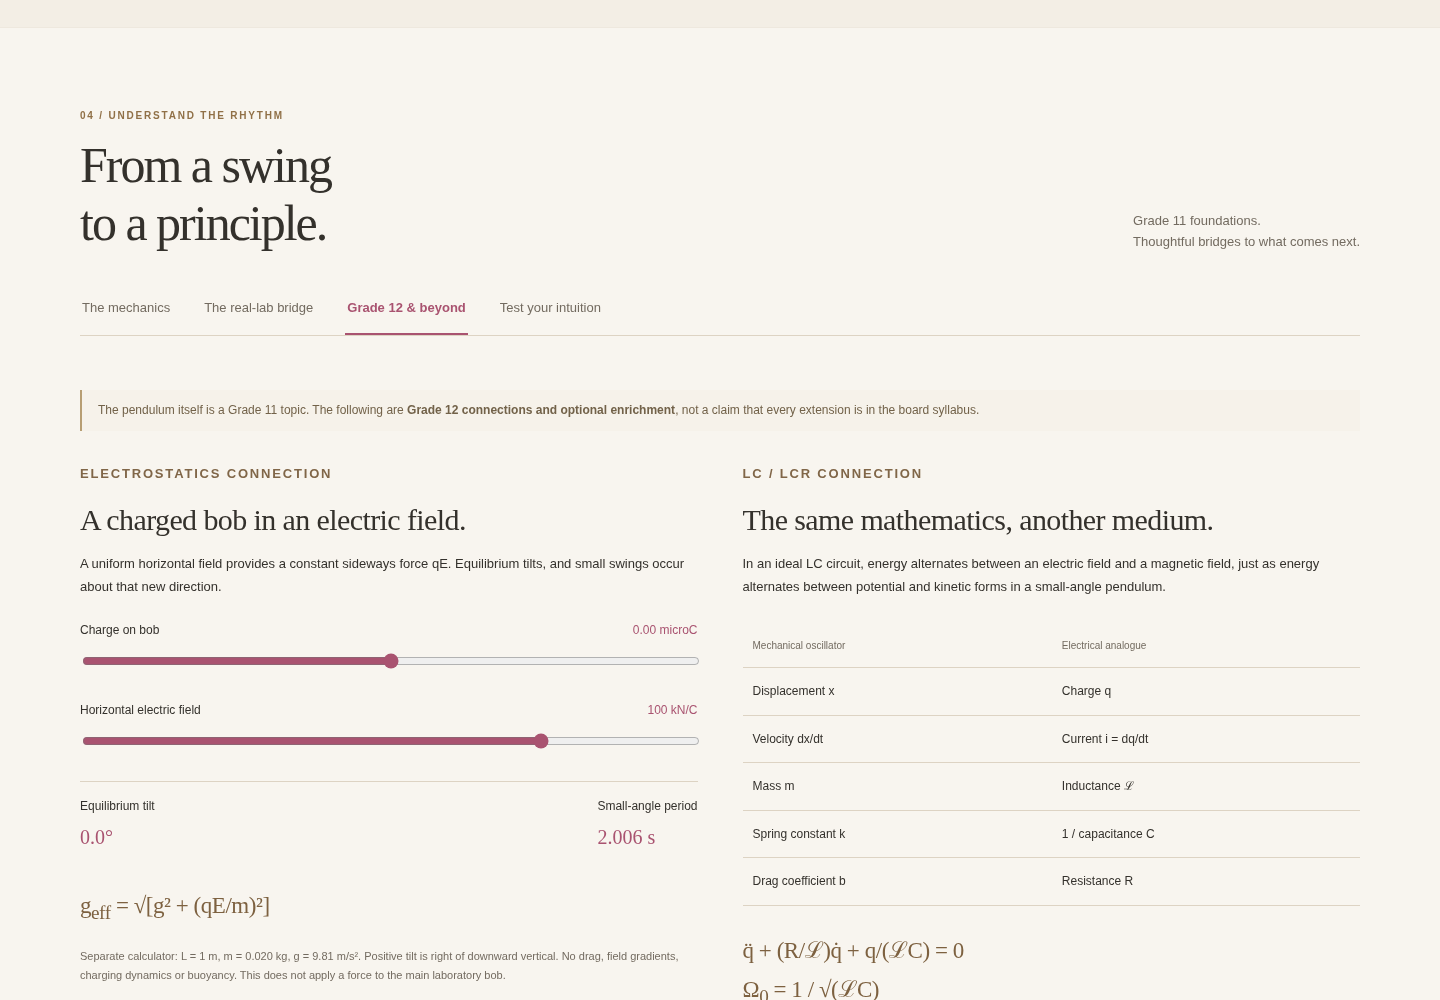 04 / UNDERSTAND THE RHYTHM
From a swing
to a principle.
Grade 11 foundations.
Thoughtful bridges to what comes next.
The mechanics
The real-lab bridge
Grade 12 & beyond
Test your intuition
The pendulum itself is a Grade 11 topic. The following are Grade 12 connections and optional enrichment, not a claim that every extension is in the board syllabus.
ELECTROSTATICS CONNECTION
A charged bob in an electric field.
A uniform horizontal field provides a constant sideways force qE. Equilibrium tilts, and small swings occur
about that new direction.
Charge on bob
0.00 microC
Horizontal electric field
100 kN/C
Equilibrium tilt
Small-angle period
0.0°
2.006 s
g_eff = √[g² + (qE/m)²]
Separate calculator: L = 1 m, m = 0.020 kg, g = 9.81 m/s². Positive tilt is right of downward vertical. No drag, field gradients,
charging dynamics or buoyancy. This does not apply a force to the main laboratory bob.
LC / LCR CONNECTION
The same mathematics, another medium.
In an ideal LC circuit, energy alternates between an electric field and a magnetic field, just as energy
alternates between potential and kinetic forms in a small-angle pendulum.
Mechanical oscillator
Electrical analogue
Displacement x
Charge q
Velocity dx/dt
Current i = dq/dt
Mass m
Inductance ℒ
Spring constant k
1 / capacitance C
Drag coefficient b
Resistance R
q̈ + (R/ℒ)q̇ + q/(ℒC) = 0
Ω₀ = 1 / √(ℒC)